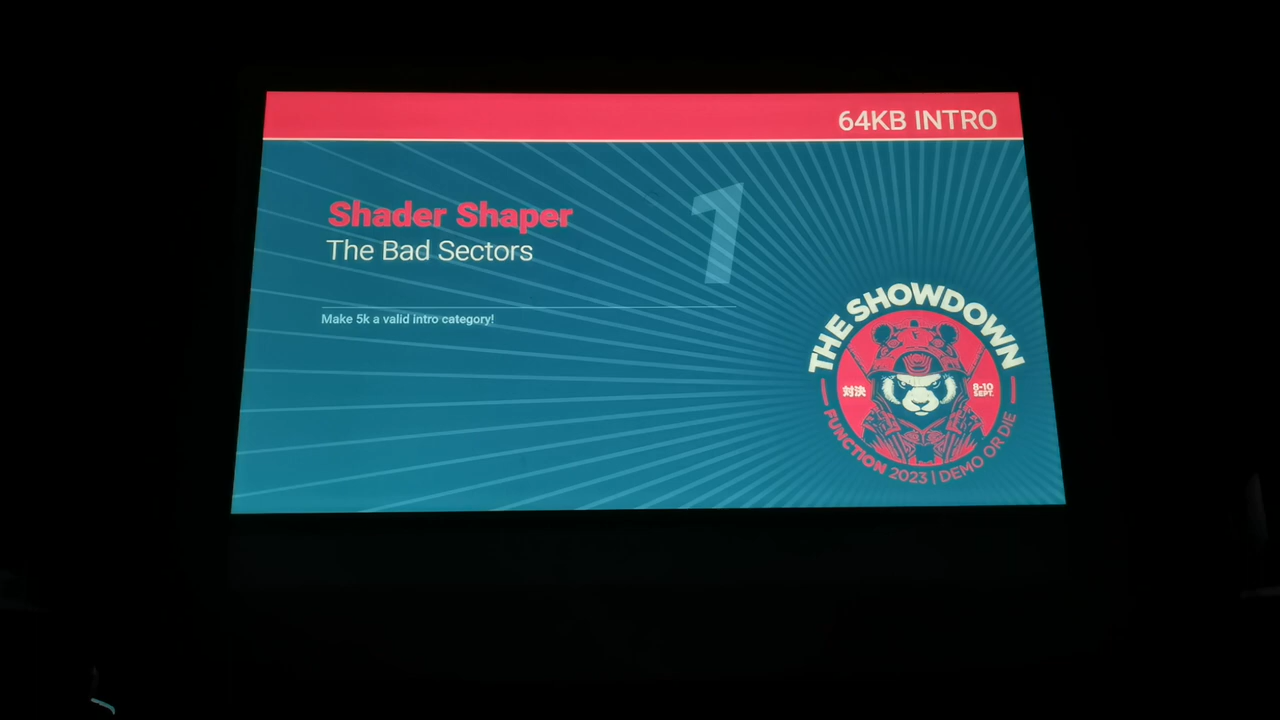 64KB INTRO
1
Shader Shaper
The Bad Sectors
Make 5k a valid intro category!
THE SHOWDOWN
対決
8-10
SEPT.
FUNCTION 2023 | DEMO OR DIE